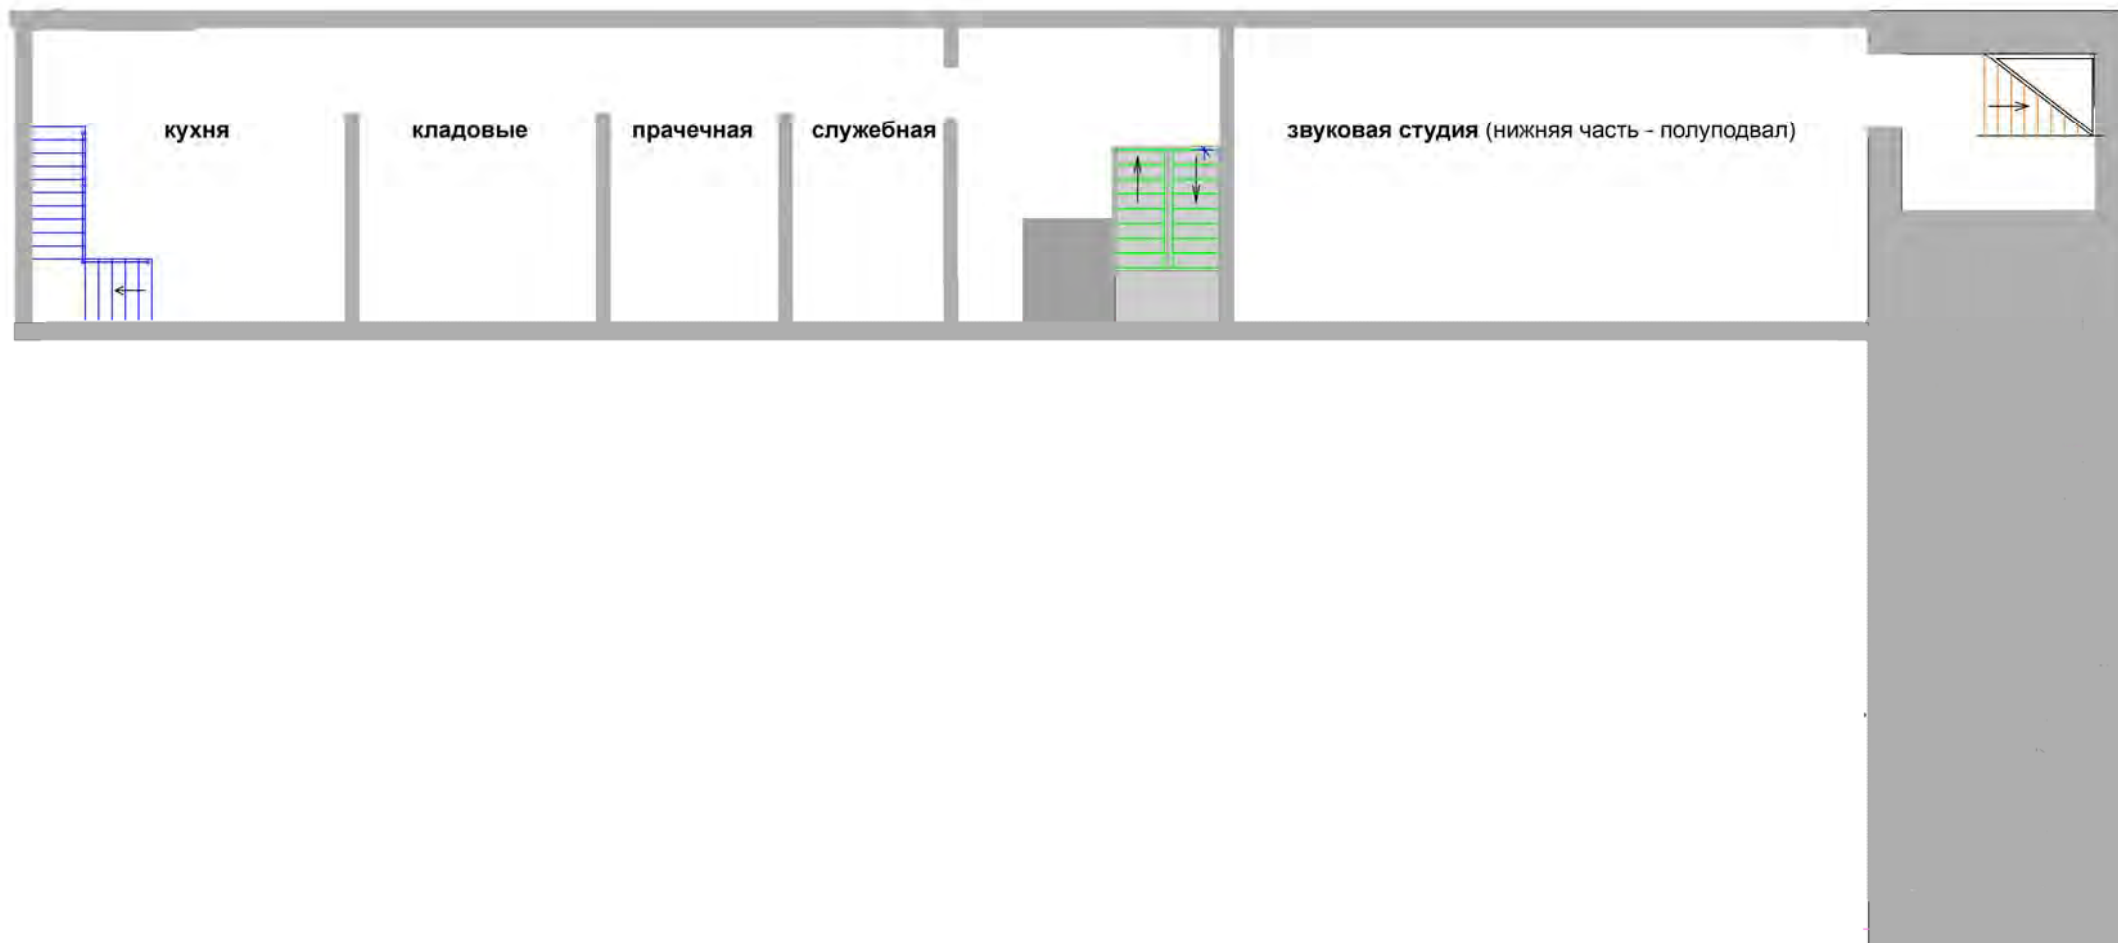 кухня
кладовые
прачечная
служебная
звуковая студия (нижняя часть - полуподвал)